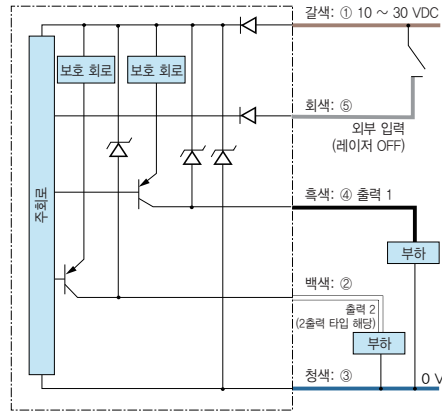 갈색: ① 10 ~ 30 VDC
보호 회로
보호 회로
회색: ⑤
외부 입력
(레이저 OFF)
주회로
흑색: ④ 출력 1
부하
백색: ②
출력 2
(2출력 타입 해당)
부하
청색: ③
0 V